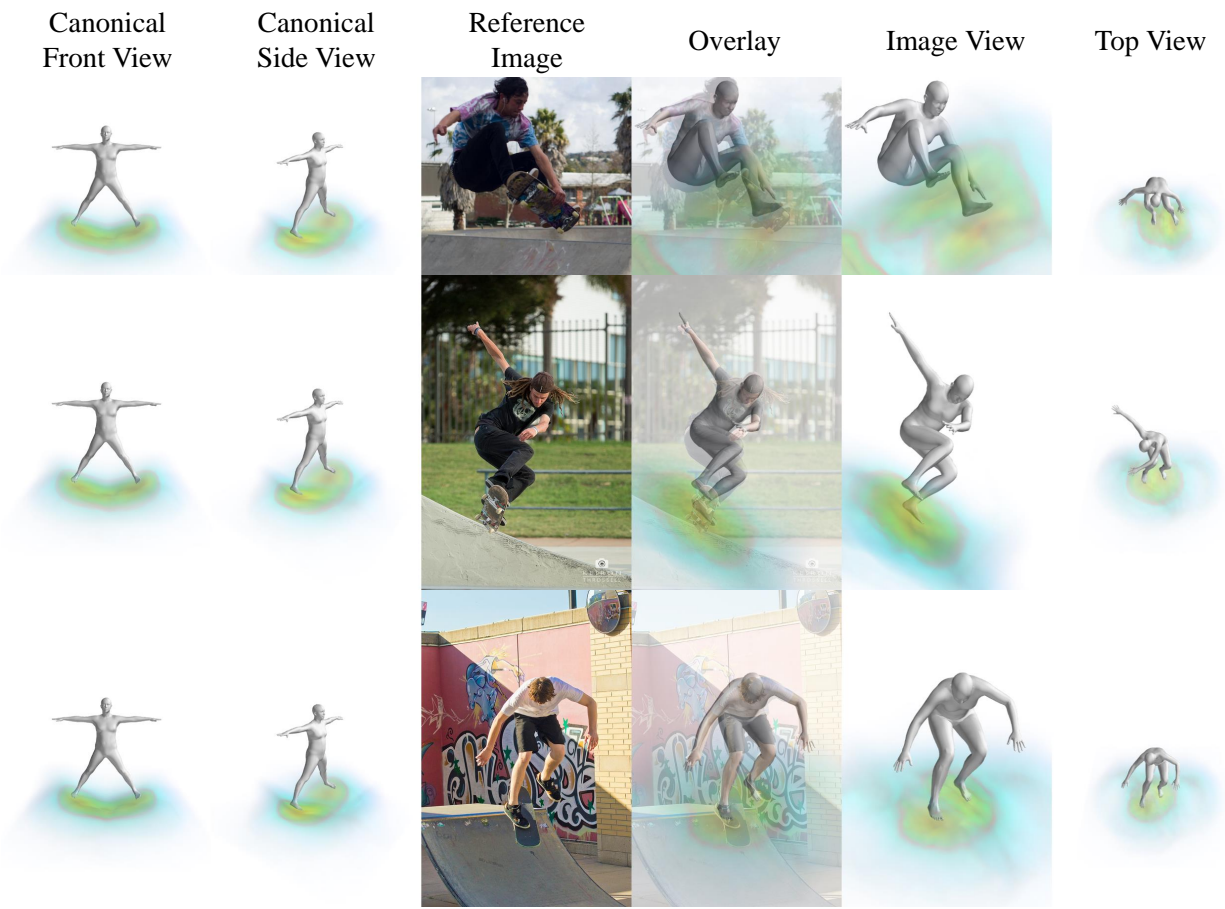 Canonical
Front View
Canonical
Side View
Reference
Image
Overlay
Image View
Top View